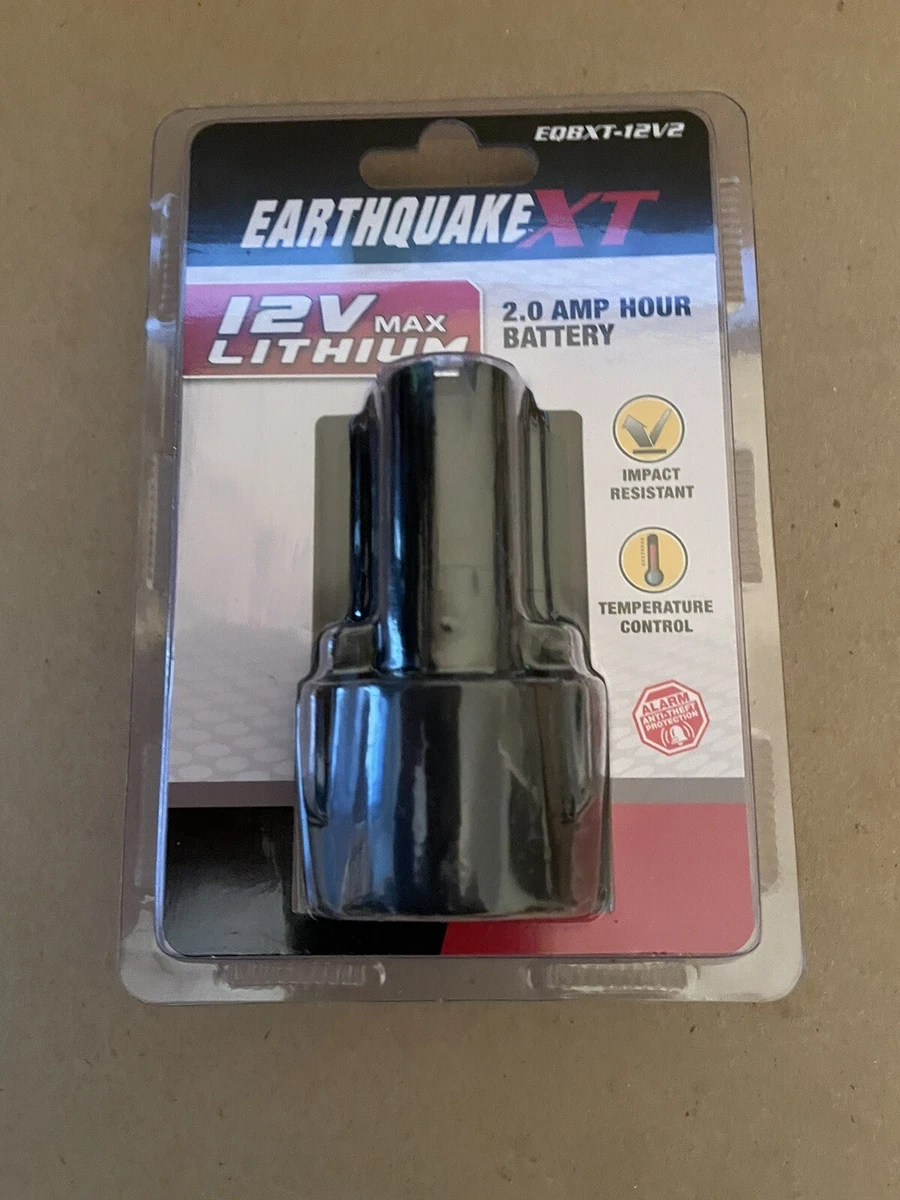 EQBXT-12V2
EARTHQUAKE XT
12V MAX
LITHIUM
2.0 AMP HOUR
BATTERY
IMPACT
RESISTANT
TEMPERATURE
CONTROL
ALARM
ANTI-THEFT
PROTECTION